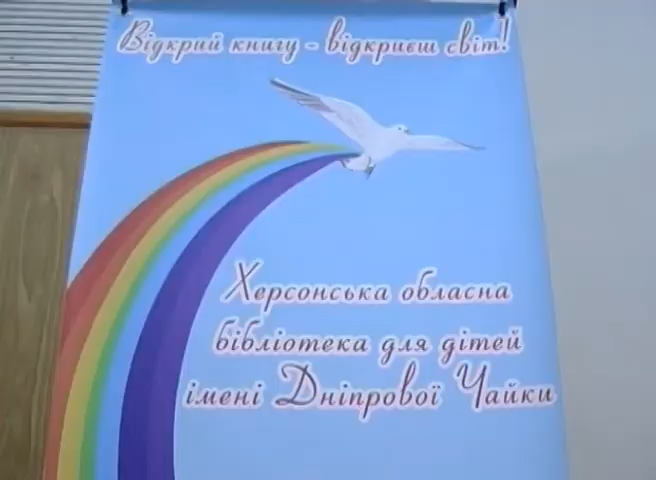 Відкрий книгу - відкриєш світ!
Херсонська обласна
бібліотека для дітей
імені Дніпрової Чайки